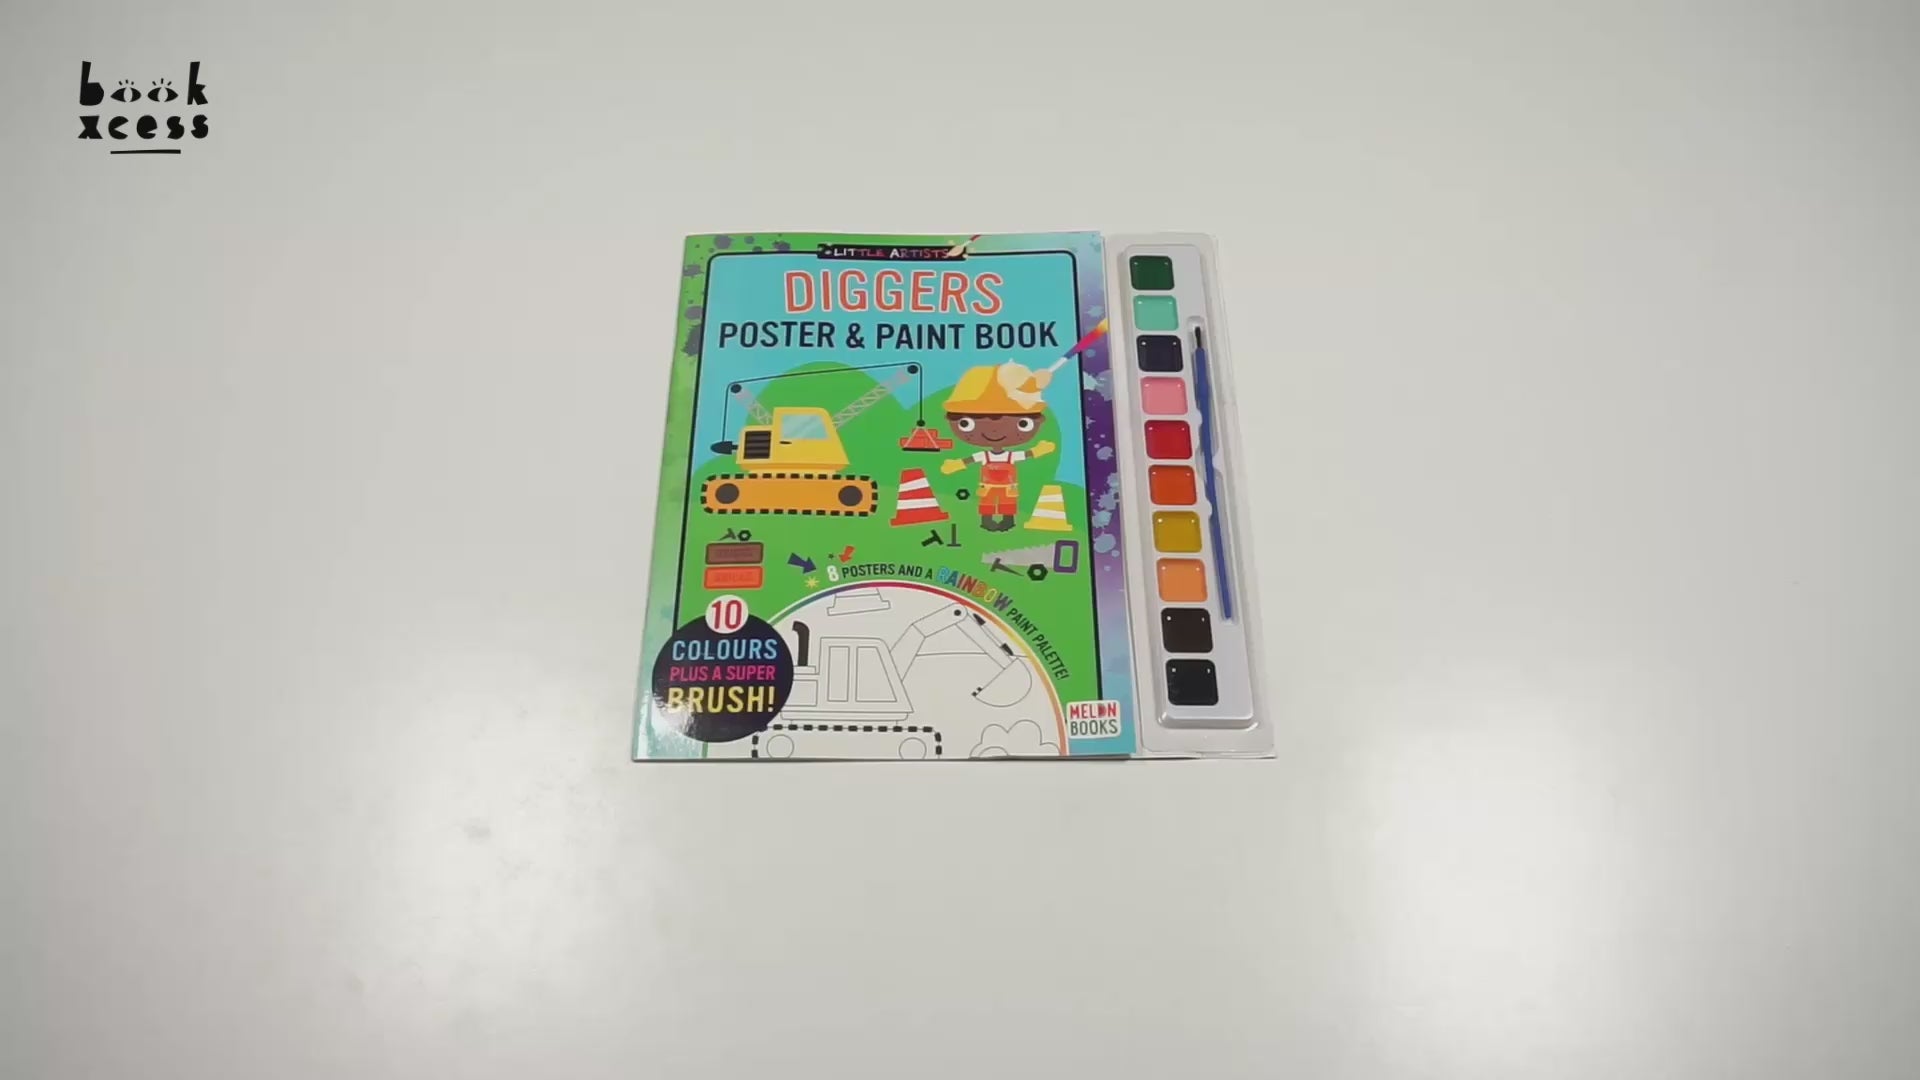 book
xcess
LITTLE ARTISTS
DIGGERS
POSTER & PAINT BOOK
8 POSTERS AND A RAINBOW PAINT PALETTE!
10
COLOURS
PLUS A SUPER
BRUSH!
MELON
BOOKS